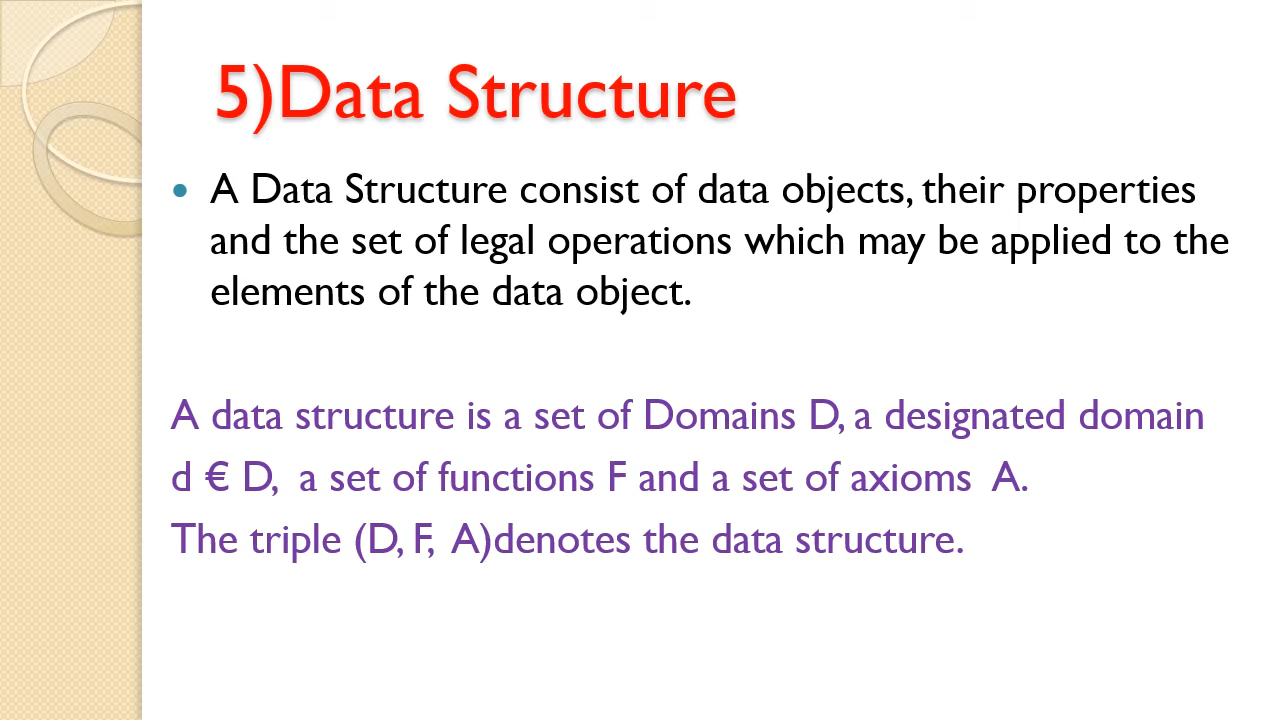 5)Data Structure
• A Data Structure consist of data objects, their properties
and the set of legal operations which may be applied to the
elements of the data object.
A data structure is a set of Domains D, a designated domain
d € D,  a set of functions F and a set of axioms  A.
The triple (D, F,  A)denotes the data structure.